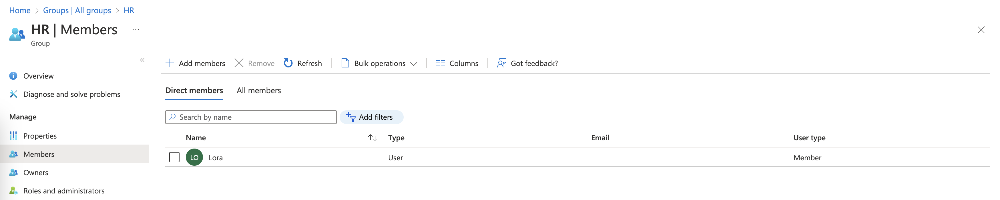 Home > Groups | All groups > HR
HR | Members ...
Group
«
Add members Remove Refresh Bulk operations Columns Got feedback?
Overview
Diagnose and solve problems
Manage
Properties
Members
Owners
Roles and administrators
Direct members All members
Search by name Add filters
Name Type Email User type
LO Lora User Member